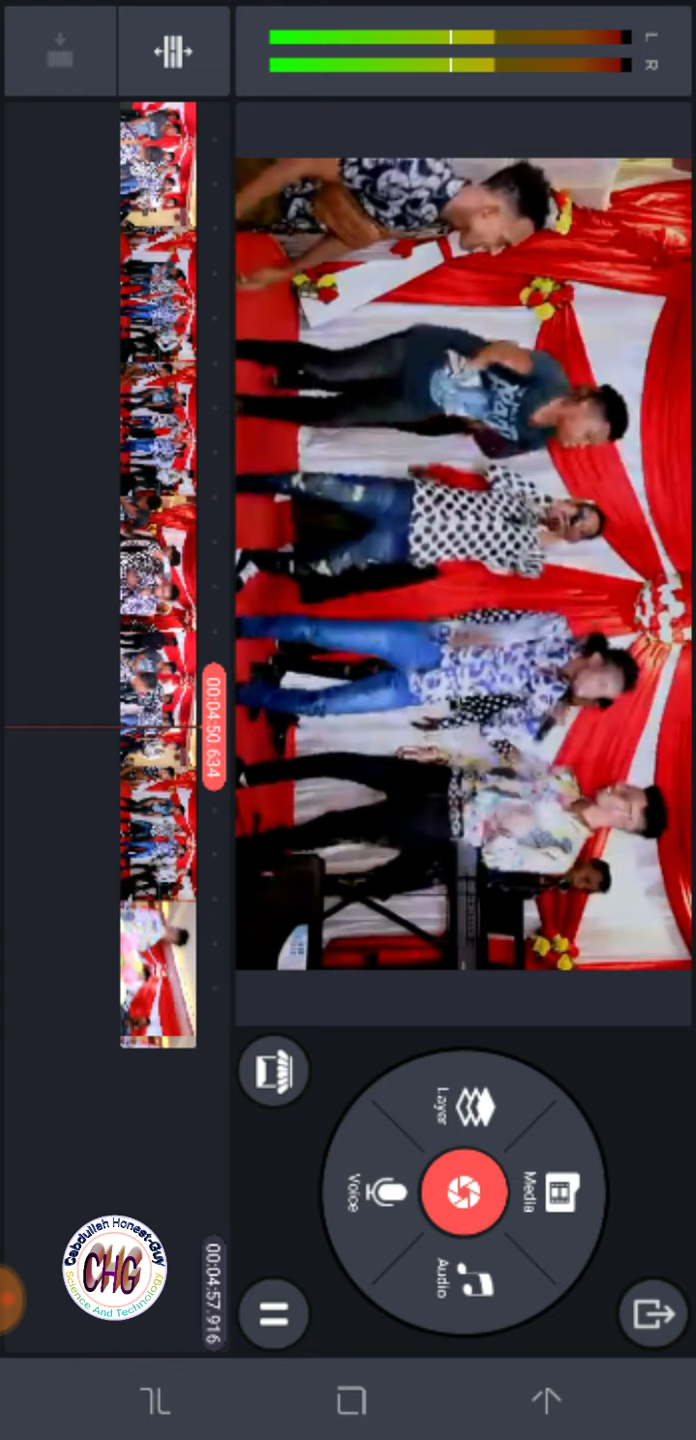 L
R
00:04:50.634
Media
Layer
Voice
Audio
00:04:57.916
Cabdullah Honest-Guy
CHG
Science And Technology